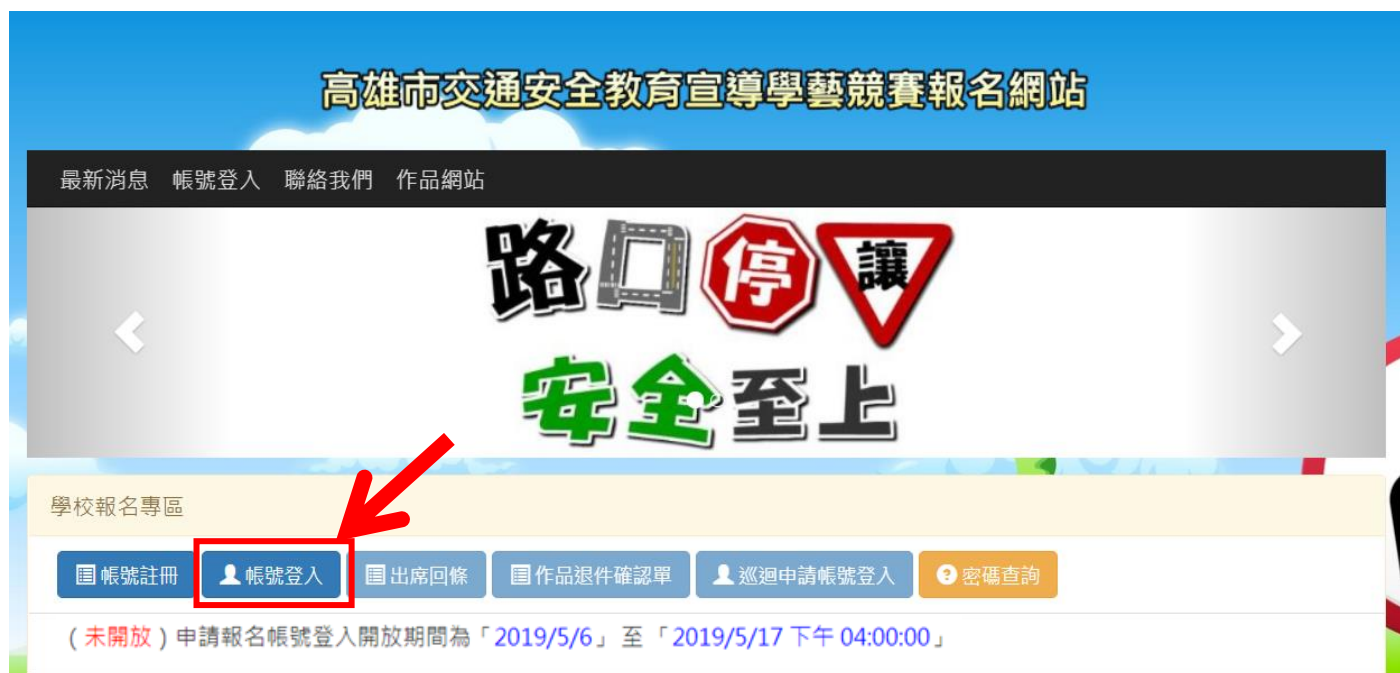 高雄市交通安全教育宣導學藝競賽報名網站
最新消息 帳號登入 聯絡我們 作品網站
路口停讓
安全至上
學校報名專區
帳號註冊 帳號登入 出席回條 作品退件確認單 巡迴申請帳號登入 密碼查詢
(未開放)申請報名帳號登入開放期間為「2019/5/6」 至 「2019/5/17 下午 04:00:00」